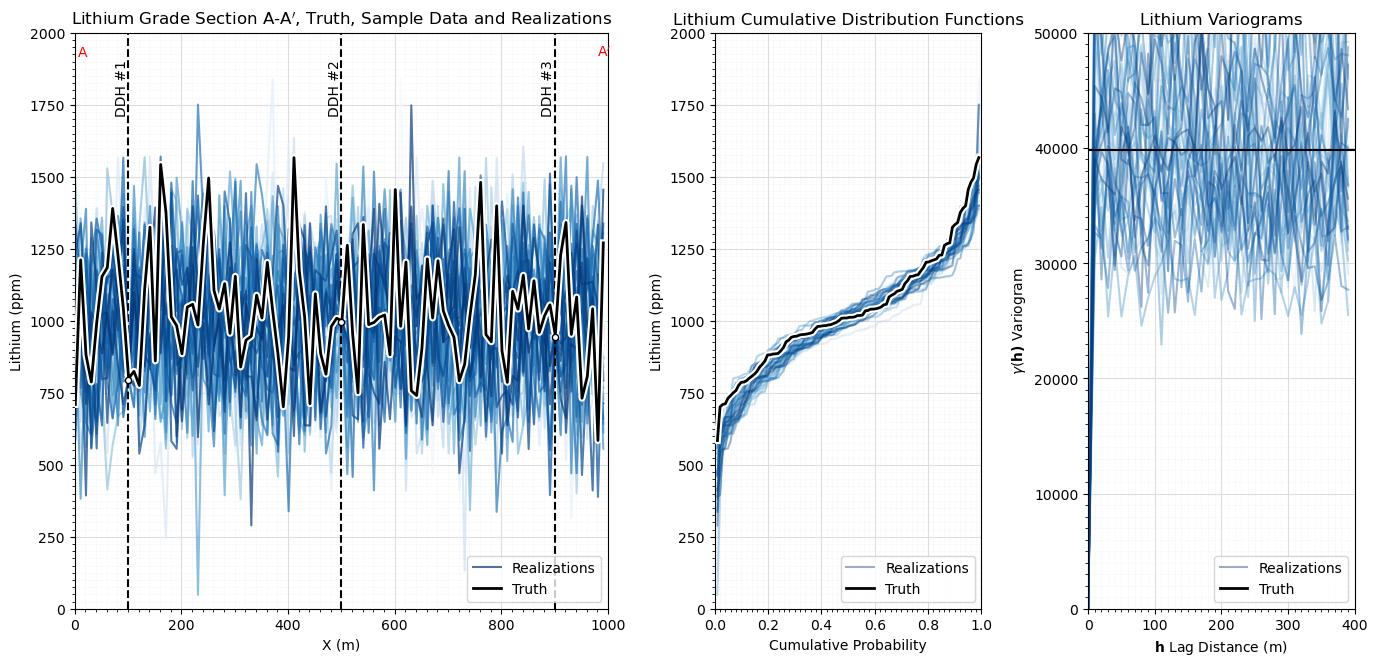 Lithium Grade Section A-A′, Truth, Sample Data and Realizations
A
A
DDH #1
DDH #2
DDH #3
2000
1750
1500
1250
1000
750
500
250
0
Lithium (ppm)
0
200
400
600
800
1000
X (m)
Realizations
Truth
Lithium Cumulative Distribution Functions
2000
1750
1500
1250
1000
750
500
250
0
Lithium (ppm)
0.0
0.2
0.4
0.6
0.8
1.0
Cumulative Probability
Realizations
Truth
Lithium Variograms
50000
40000
30000
20000
10000
0
γ(h) Variogram
0
100
200
300
400
h Lag Distance (m)
Realizations
Truth